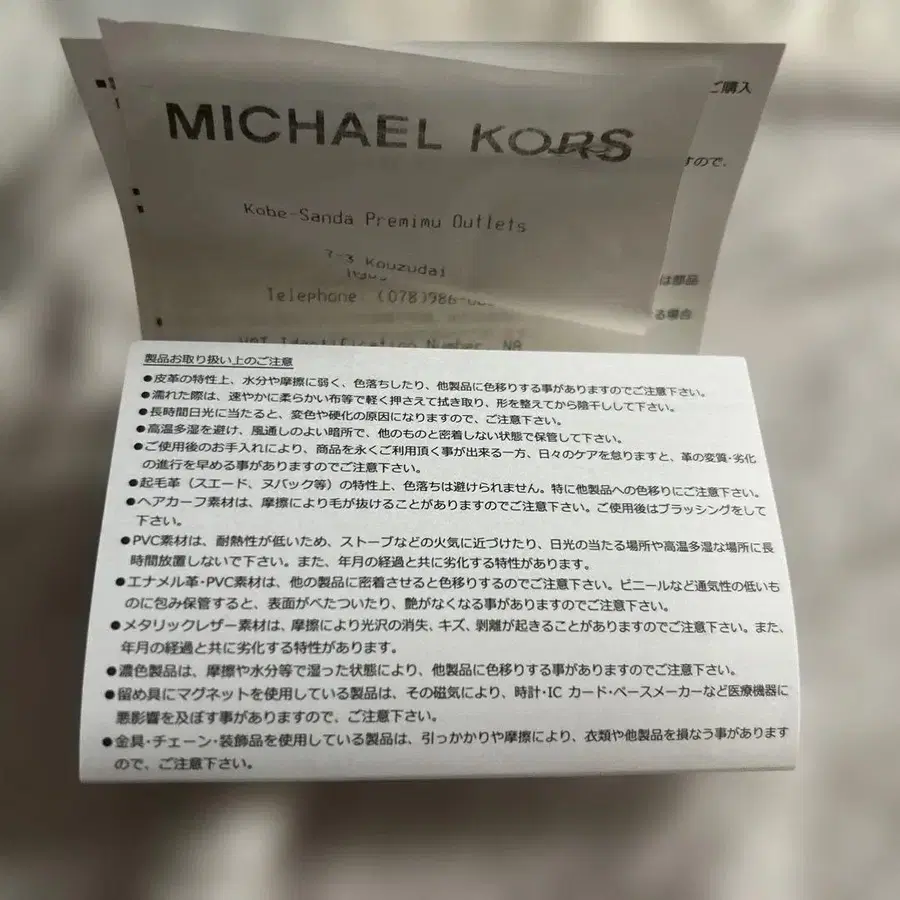 ご購入
MICHAEL KORS
すので、
Kobe-Sanda Premimu Outlets
7-3 Kouzudai
は部品
Telephone: (078)986-
る場合
VAT Identification Number NA
製品お取り扱い上のご注意
●皮革の特性上、水分や摩擦に弱く、色落ちしたり、他製品に色移りする事がありますのでご注意下さい。
●濡れた際は、速やかに柔らかい布等で軽く押さえて拭き取り、形を整えてから陰干しして下さい。
●長時間日光に当たると、変色や硬化の原因になりますので、ご注意下さい。
●高温多湿を避け、風通しのよい暗所で、他のものと密着しない状態で保管して下さい。
●ご使用後のお手入れにより、商品を永くご利用頂く事が出来る一方、日々のケアを怠りますと、革の変質・劣化
の進行を早める事がありますのでご注意下さい。
●起毛革（スエード、ヌバック等）の特性上、色落ちは避けられません。特に他製品への色移りにご注意下さい。
●ヘアカーフ素材は、摩擦により毛が抜けることがありますのでご注意下さい。ご使用後はブラッシングをして
下さい。
●PVC素材は、耐熱性が低いため、ストーブなどの火気に近づけたり、日光の当たる場所や高温多湿な場所に長
時間放置しないで下さい。また、年月の経過と共に劣化する特性があります。
●エナメル革・PVC素材は、他の製品に密着させると色移りするのでご注意下さい。ビニールなど通気性の低いも
のに包み保管すると、表面がべたついたり、艶がなくなる事がありますのでご注意下さい。
●メタリックレザー素材は、摩擦により光沢の消失、キズ、剥離が起きることがありますのでご注意下さい。また、
年月の経過と共に劣化する特性があります。
●濃色製品は、摩擦や水分等で湿った状態により、他製品に色移りする事がありますのでご注意下さい。
●留め具にマグネットを使用している製品は、その磁気により、時計・IC カード・ペースメーカーなど医療機器に
悪影響を及ぼす事がありますので、ご注意下さい。
●金具・チェーン・装飾品を使用している製品は、引っかかりや摩擦により、衣類や他製品を損なう事があります
ので、ご注意下さい。